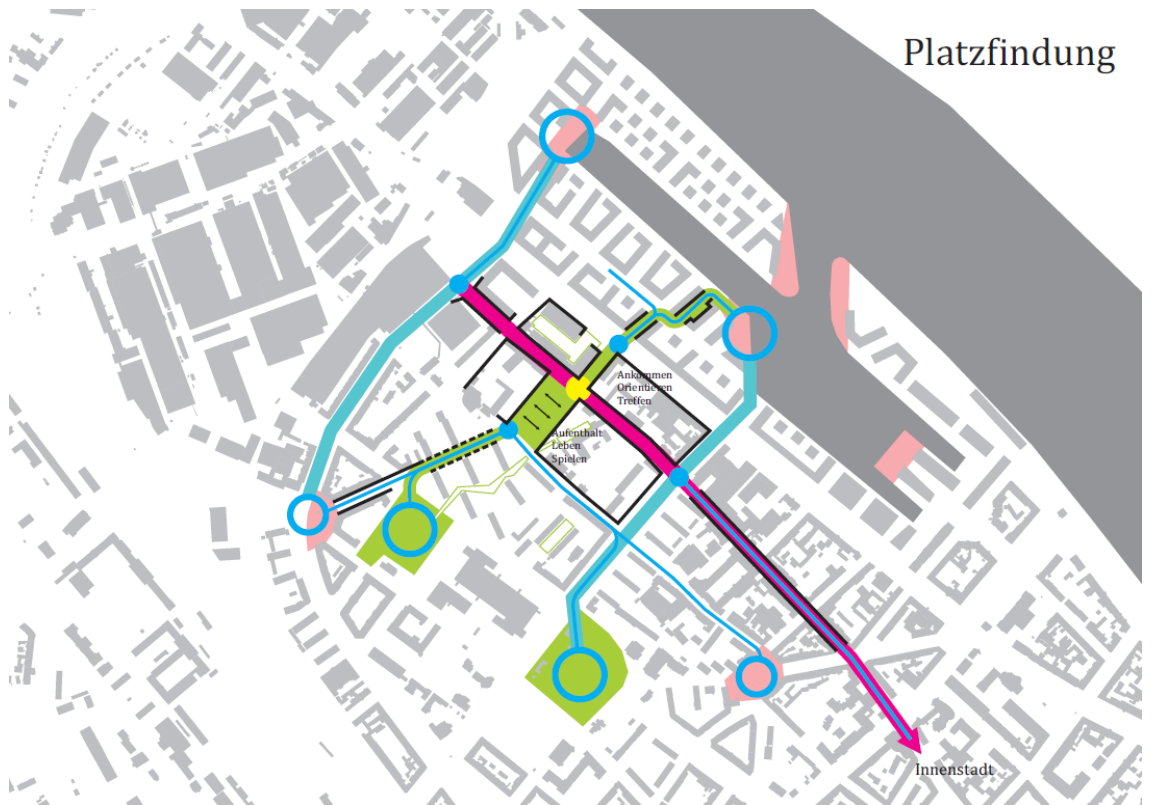 Platzfindung
Ankommen
Orientieren
Treffen
Aufenthalt
Leben
Spielen
Innenstadt